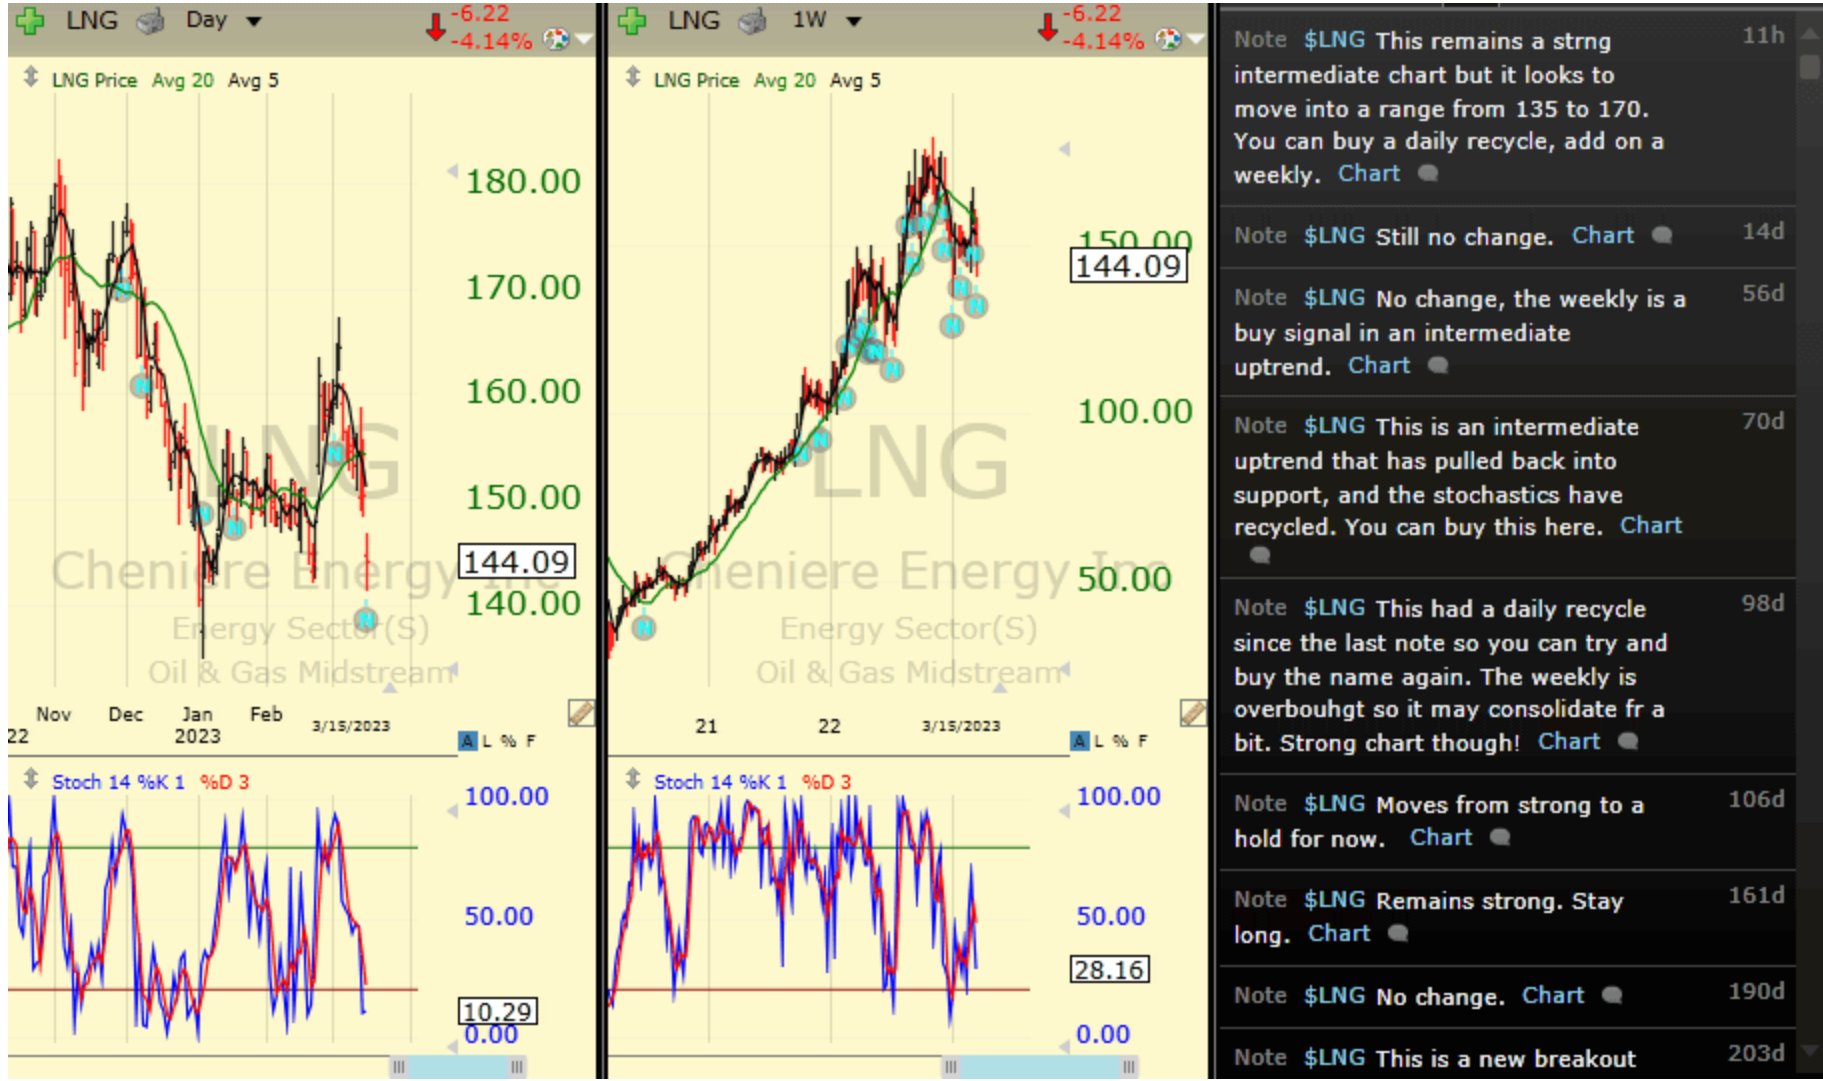 LNG Day
-6.22
-4.14%
LNG Price Avg 20 Avg 5
180.00
170.00
160.00
150.00
144.09
140.00
LNG
Cheniere Energy Inc
Energy Sector(S)
Oil & Gas Midstream
Nov Dec Jan Feb
22 2023 3/15/2023
A L % F
Stoch 14 %K 1 %D 3
100.00
50.00
10.29
0.00
LNG 1W
-6.22
-4.14%
LNG Price Avg 20 Avg 5
150.00
144.09
100.00
50.00
LNG
Cheniere Energy Inc
Energy Sector(S)
Oil & Gas Midstream
21 22 3/15/2023
A L % F
Stoch 14 %K 1 %D 3
100.00
50.00
28.16
0.00
Note $LNG This remains a strng 11h
intermediate chart but it looks to
move into a range from 135 to 170.
You can buy a daily recycle, add on a
weekly. Chart
Note $LNG Still no change. Chart 14d
Note $LNG No change, the weekly is a 56d
buy signal in an intermediate
uptrend. Chart
Note $LNG This is an intermediate 70d
uptrend that has pulled back into
support, and the stochastics have
recycled. You can buy this here. Chart
Note $LNG This had a daily recycle 98d
since the last note so you can try and
buy the name again. The weekly is
overbouhgt so it may consolidate fr a
bit. Strong chart though! Chart
Note $LNG Moves from strong to a 106d
hold for now. Chart
Note $LNG Remains strong. Stay 161d
long. Chart
Note $LNG No change. Chart 190d
Note $LNG This is a new breakout 203d